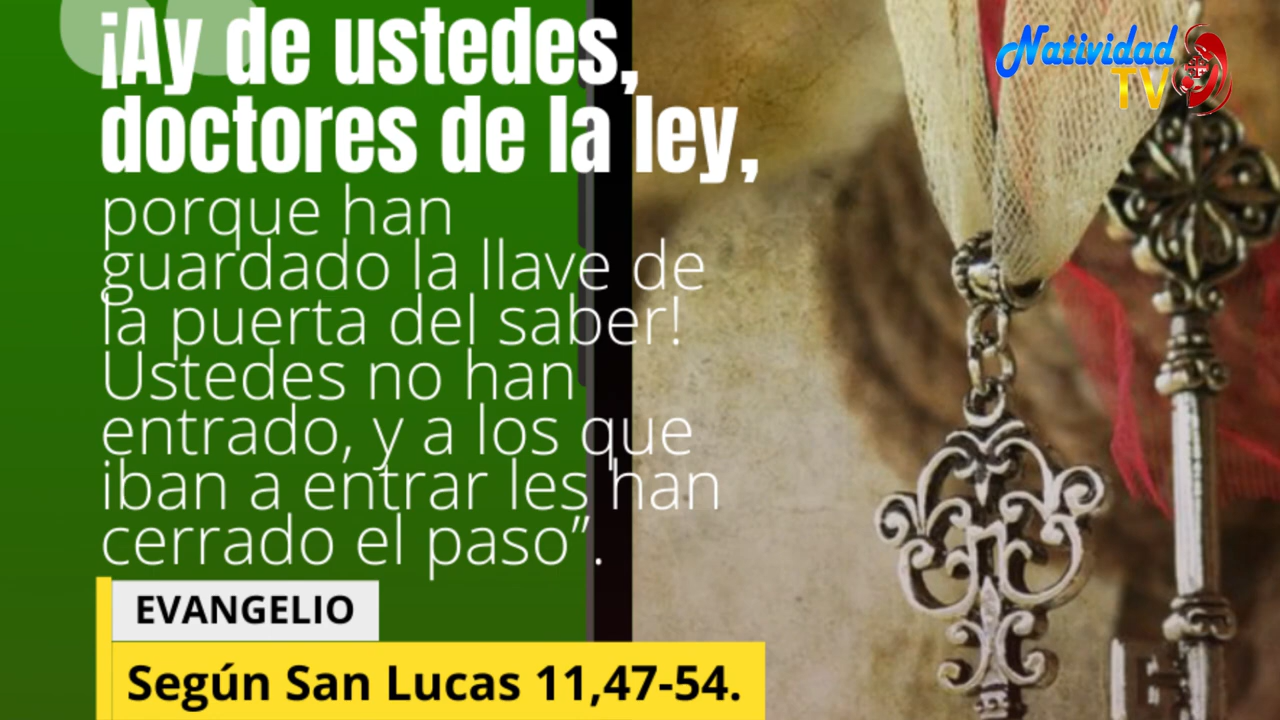 ¡Ay de ustedes,
doctores de la ley,
porque han
guardado la llave de
la puerta del saber!
Ustedes no han
entrado, y a los que
iban a entrar les han
cerrado el paso”.
EVANGELIO
Según San Lucas 11,47-54.
Natividad
TV